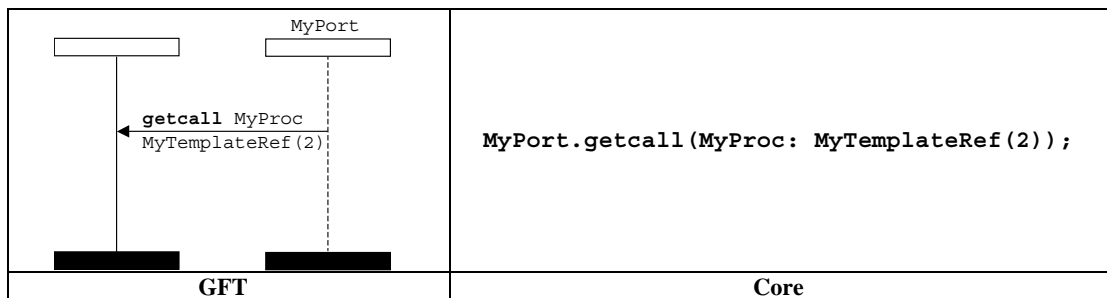 MyPort
getcall MyProc
MyTemplateRef(2)
MyPort.getcall(MyProc: MyTemplateRef(2));
GFT
Core